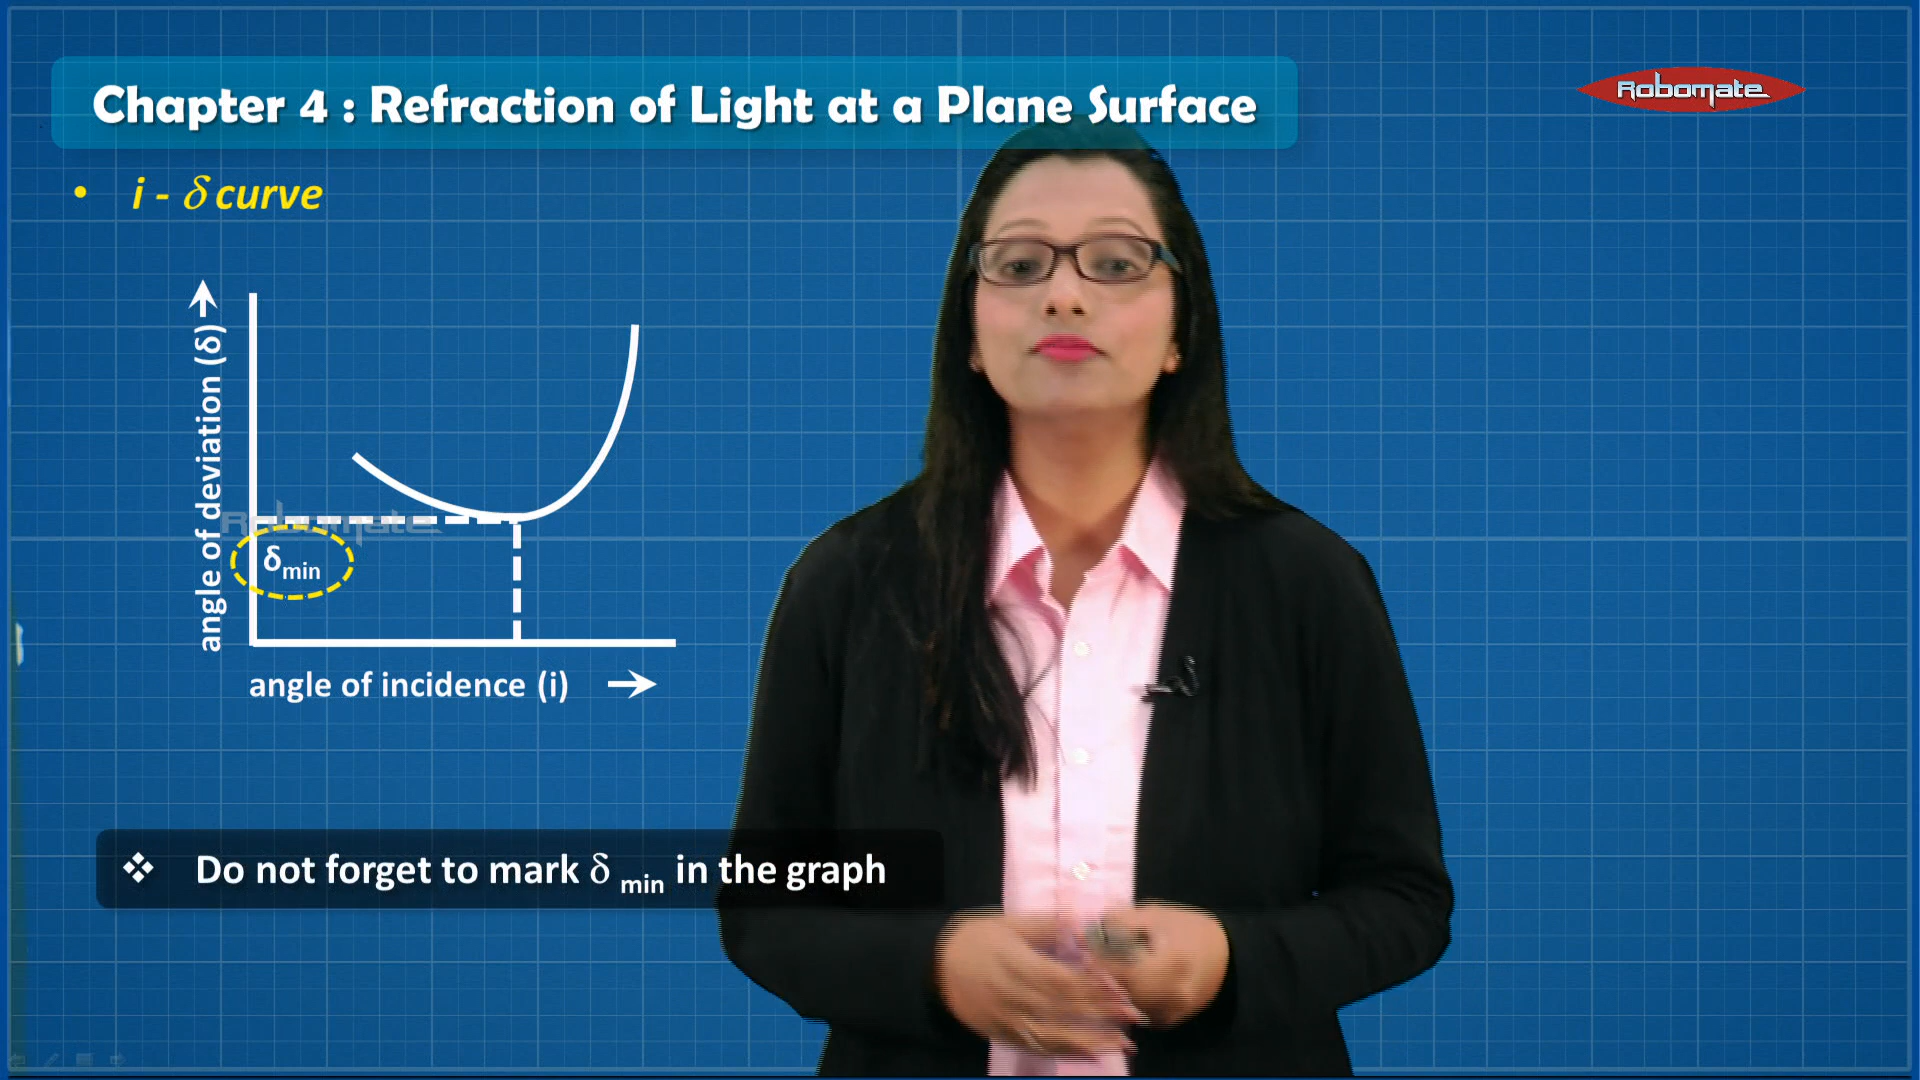 Chapter 4 : Refraction of Light at a Plane Surface
Robomate
• i - δ curve
angle of deviation (δ)
Robomate
δmin
angle of incidence (i)
❖ Do not forget to mark δ min in the graph